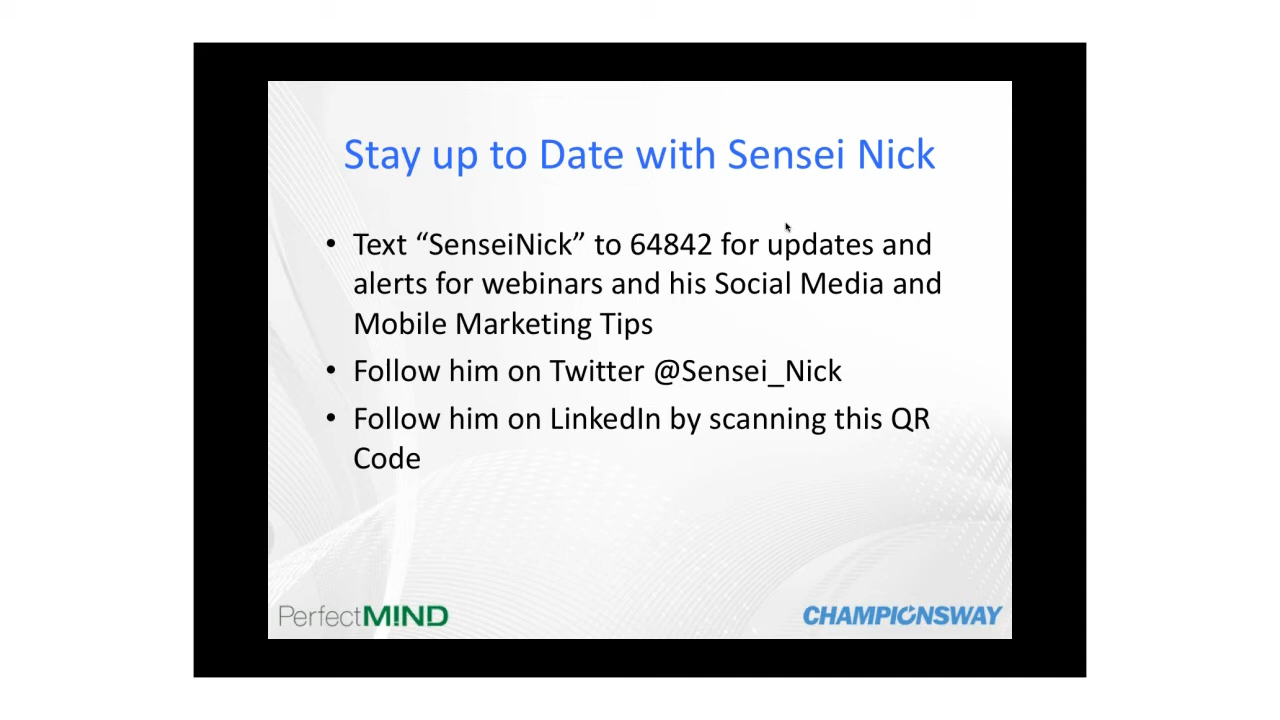 Stay up to Date with Sensei Nick
• Text “SenseiNick” to 64842 for updates and
alerts for webinars and his Social Media and
Mobile Marketing Tips
• Follow him on Twitter @Sensei_Nick
• Follow him on LinkedIn by scanning this QR
Code
PerfectM!ND
CHAMPIONSWAY